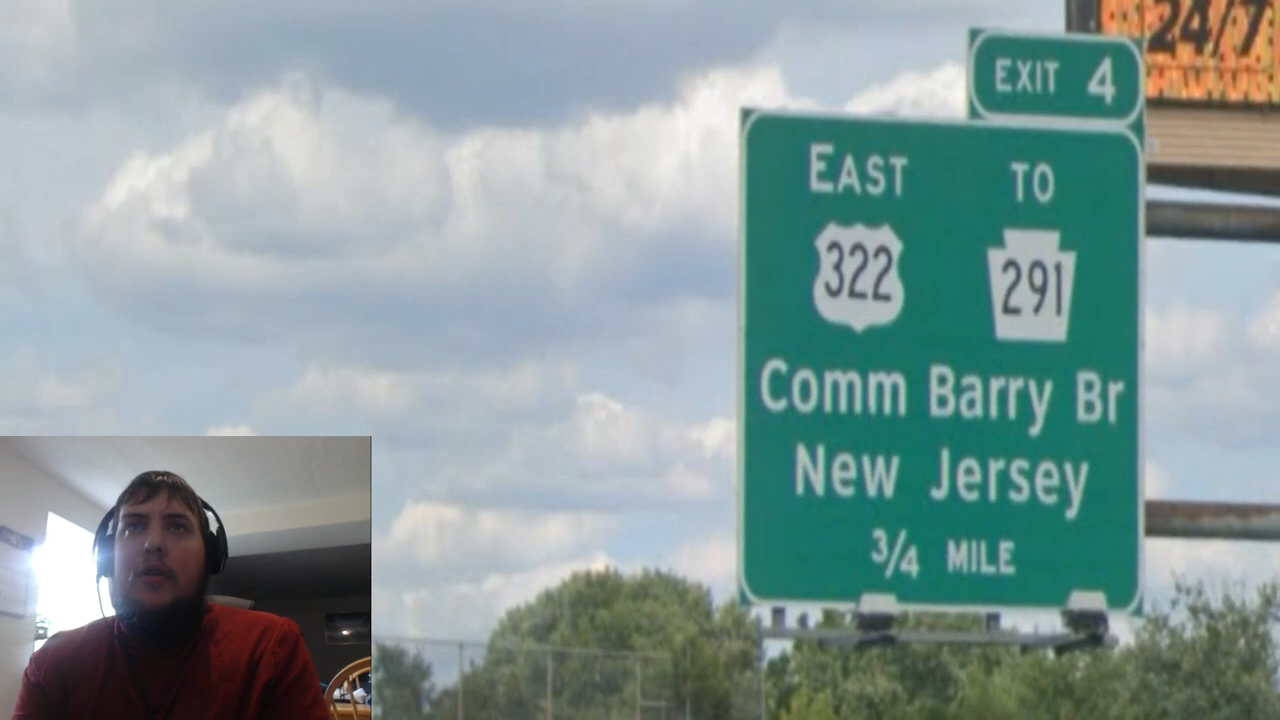 24/7
EXIT 4
EAST TO
322 291
Comm Barry Br
New Jersey
3/4 MILE